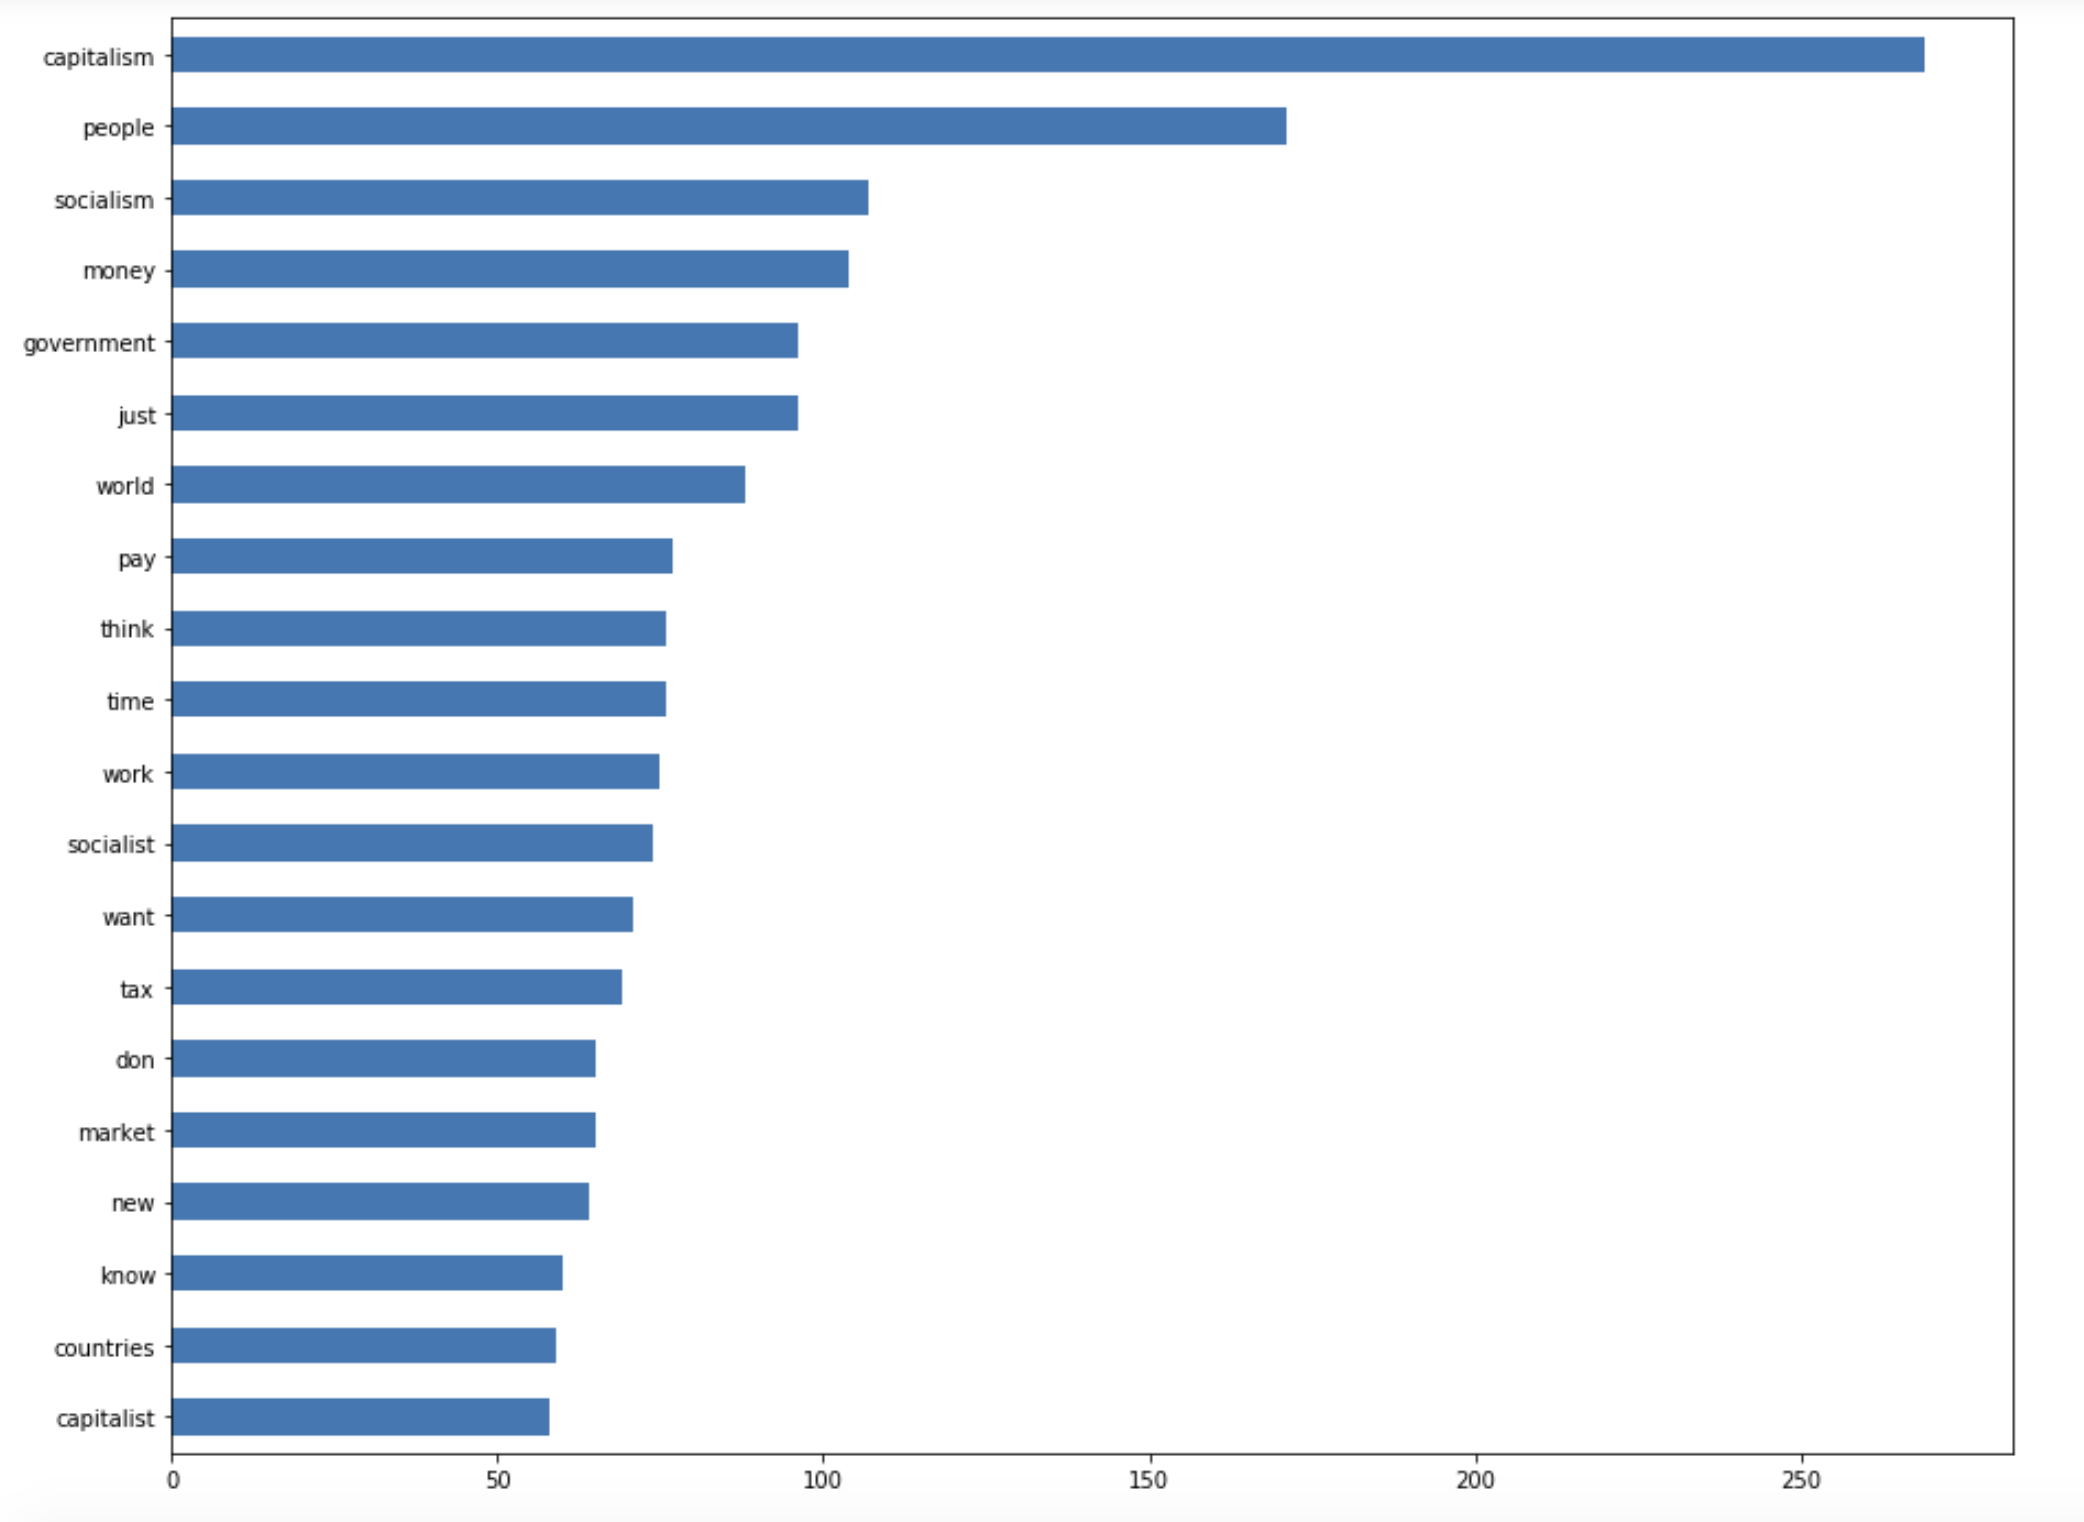 capitalism
people
socialism
money
government
just
world
pay
think
time
work
socialist
want
tax
don
market
new
know
countries
capitalist
0 50 100 150 200 250